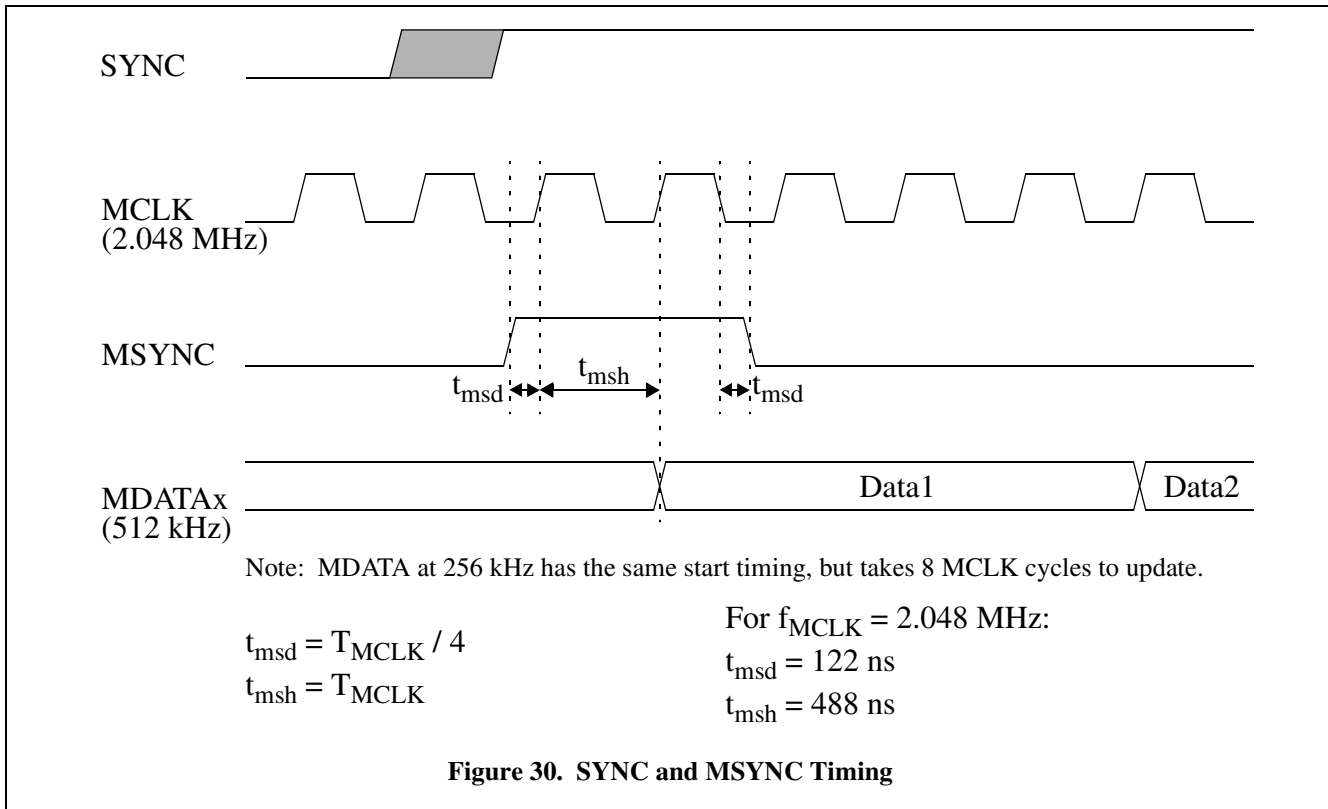 SYNC
MCLK
(2.048 MHz)
MSYNC
tmsd
tmsh
tmsd
MDATAx
(512 kHz)
Data1
Data2
Note: MDATA at 256 kHz has the same start timing, but takes 8 MCLK cycles to update.
tmsd = TMCLK / 4
tmsh = TMCLK
For fMCLK = 2.048 MHz:
tmsd = 122 ns
tmsh = 488 ns
Figure 30. SYNC and MSYNC Timing